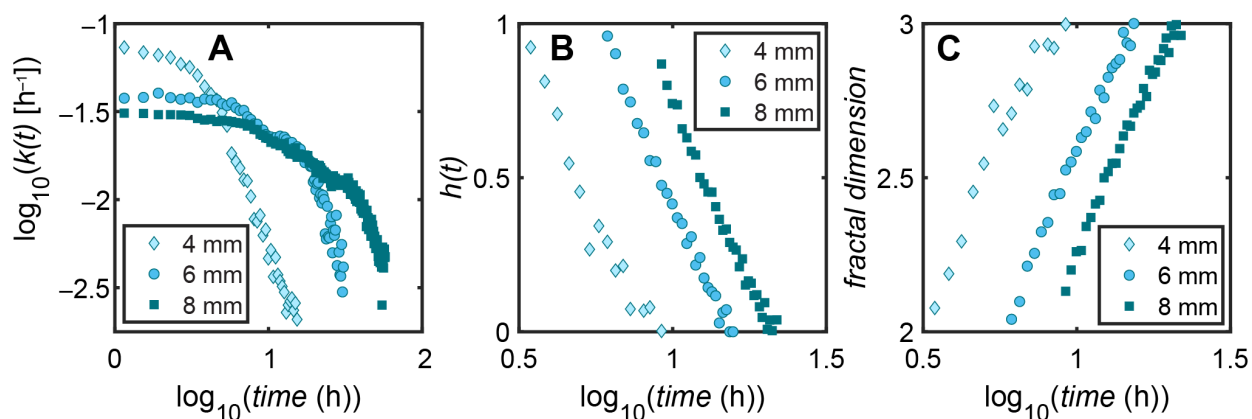 A
log₁₀(k(t) [h⁻¹])
−1
−1.5
−2
−2.5
4 mm
6 mm
8 mm
0
1
2
log₁₀(time (h))
B
h(t)
1
0.5
0
4 mm
6 mm
8 mm
0.5
1
1.5
log₁₀(time (h))
C
fractal dimension
3
2.5
2
4 mm
6 mm
8 mm
0.5
1
1.5
log₁₀(time (h))